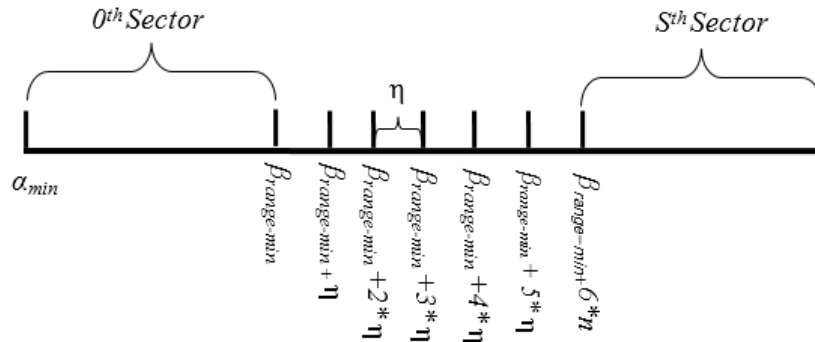 0th Sector
Sth Sector
η
αmin
βrange-min
βrange-min + η
βrange-min +2*η
βrange-min +3*η
βrange-min +4*η
βrange-min + 5*η
βrange-min+6*n